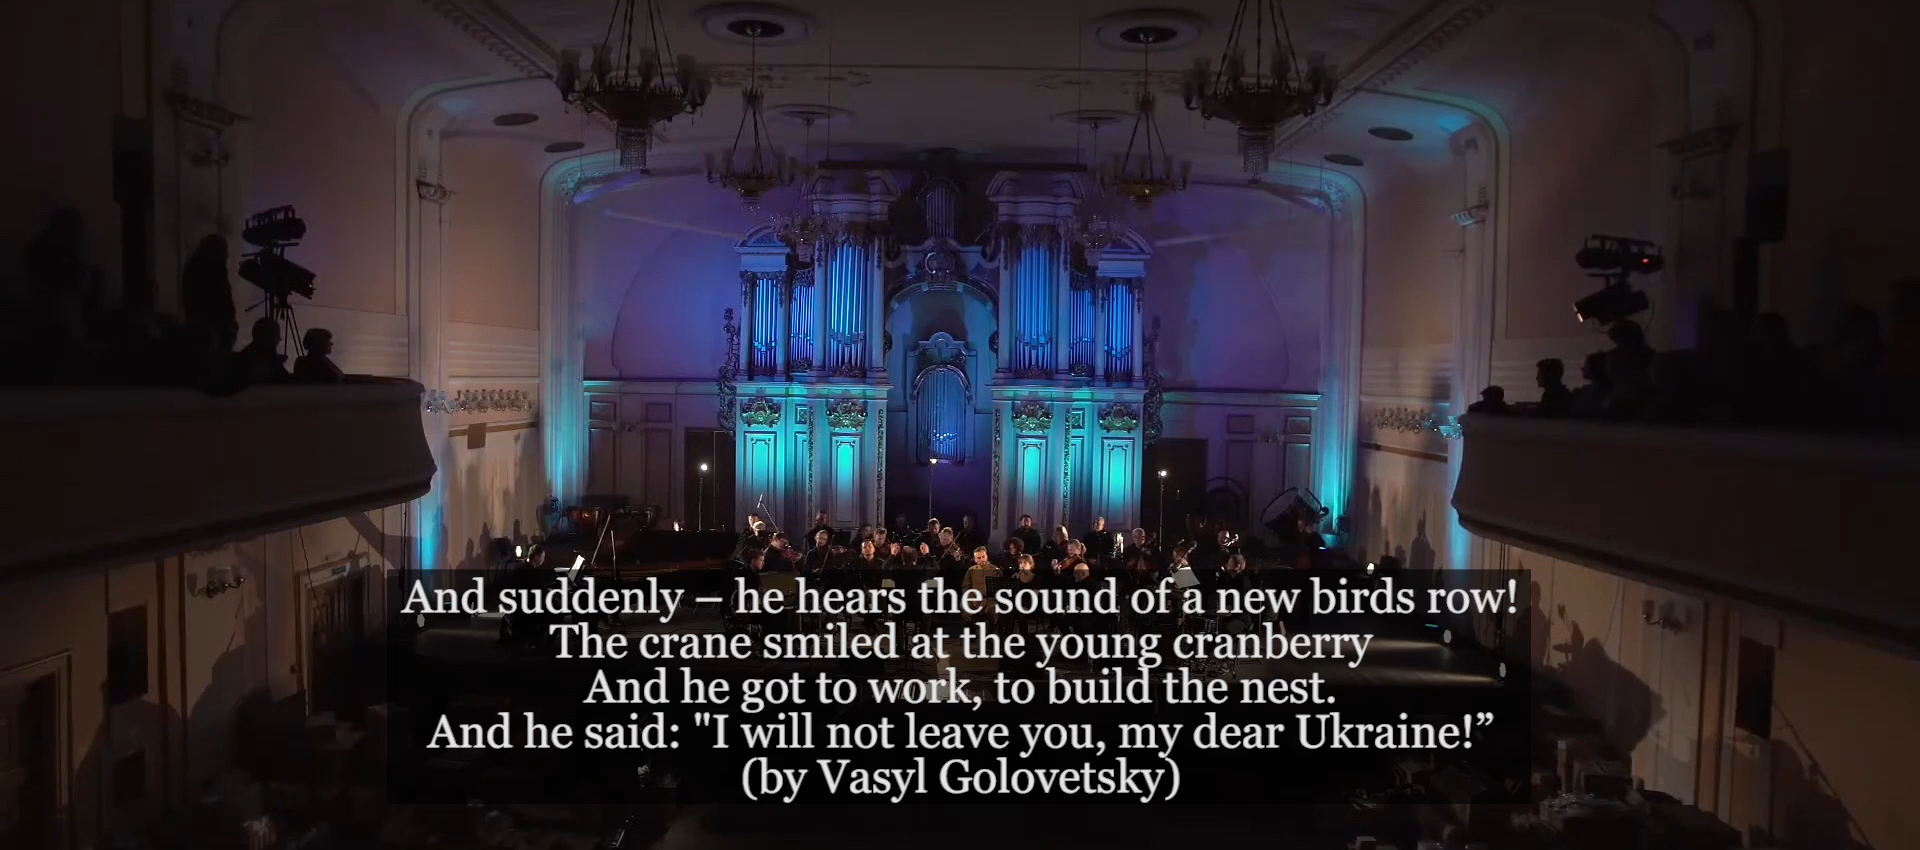 And suddenly – he hears the sound of a new birds row!
The crane smiled at the young cranberry
And he got to work, to build the nest.
And he said: "I will not leave you, my dear Ukraine!”
(by Vasyl Golovetsky)